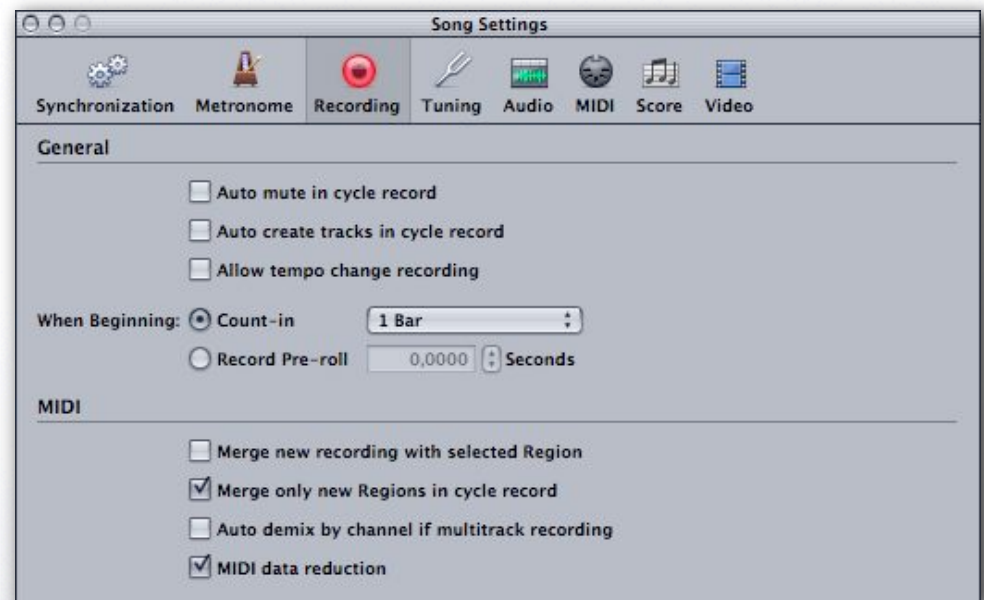 Song Settings
Synchronization Metronome Recording Tuning Audio MIDI Score Video
General
Auto mute in cycle record
Auto create tracks in cycle record
Allow tempo change recording
When Beginning: Count-in 1 Bar
Record Pre-roll 0,0000 Seconds
MIDI
Merge new recording with selected Region
Merge only new Regions in cycle record
Auto demix by channel if multitrack recording
MIDI data reduction